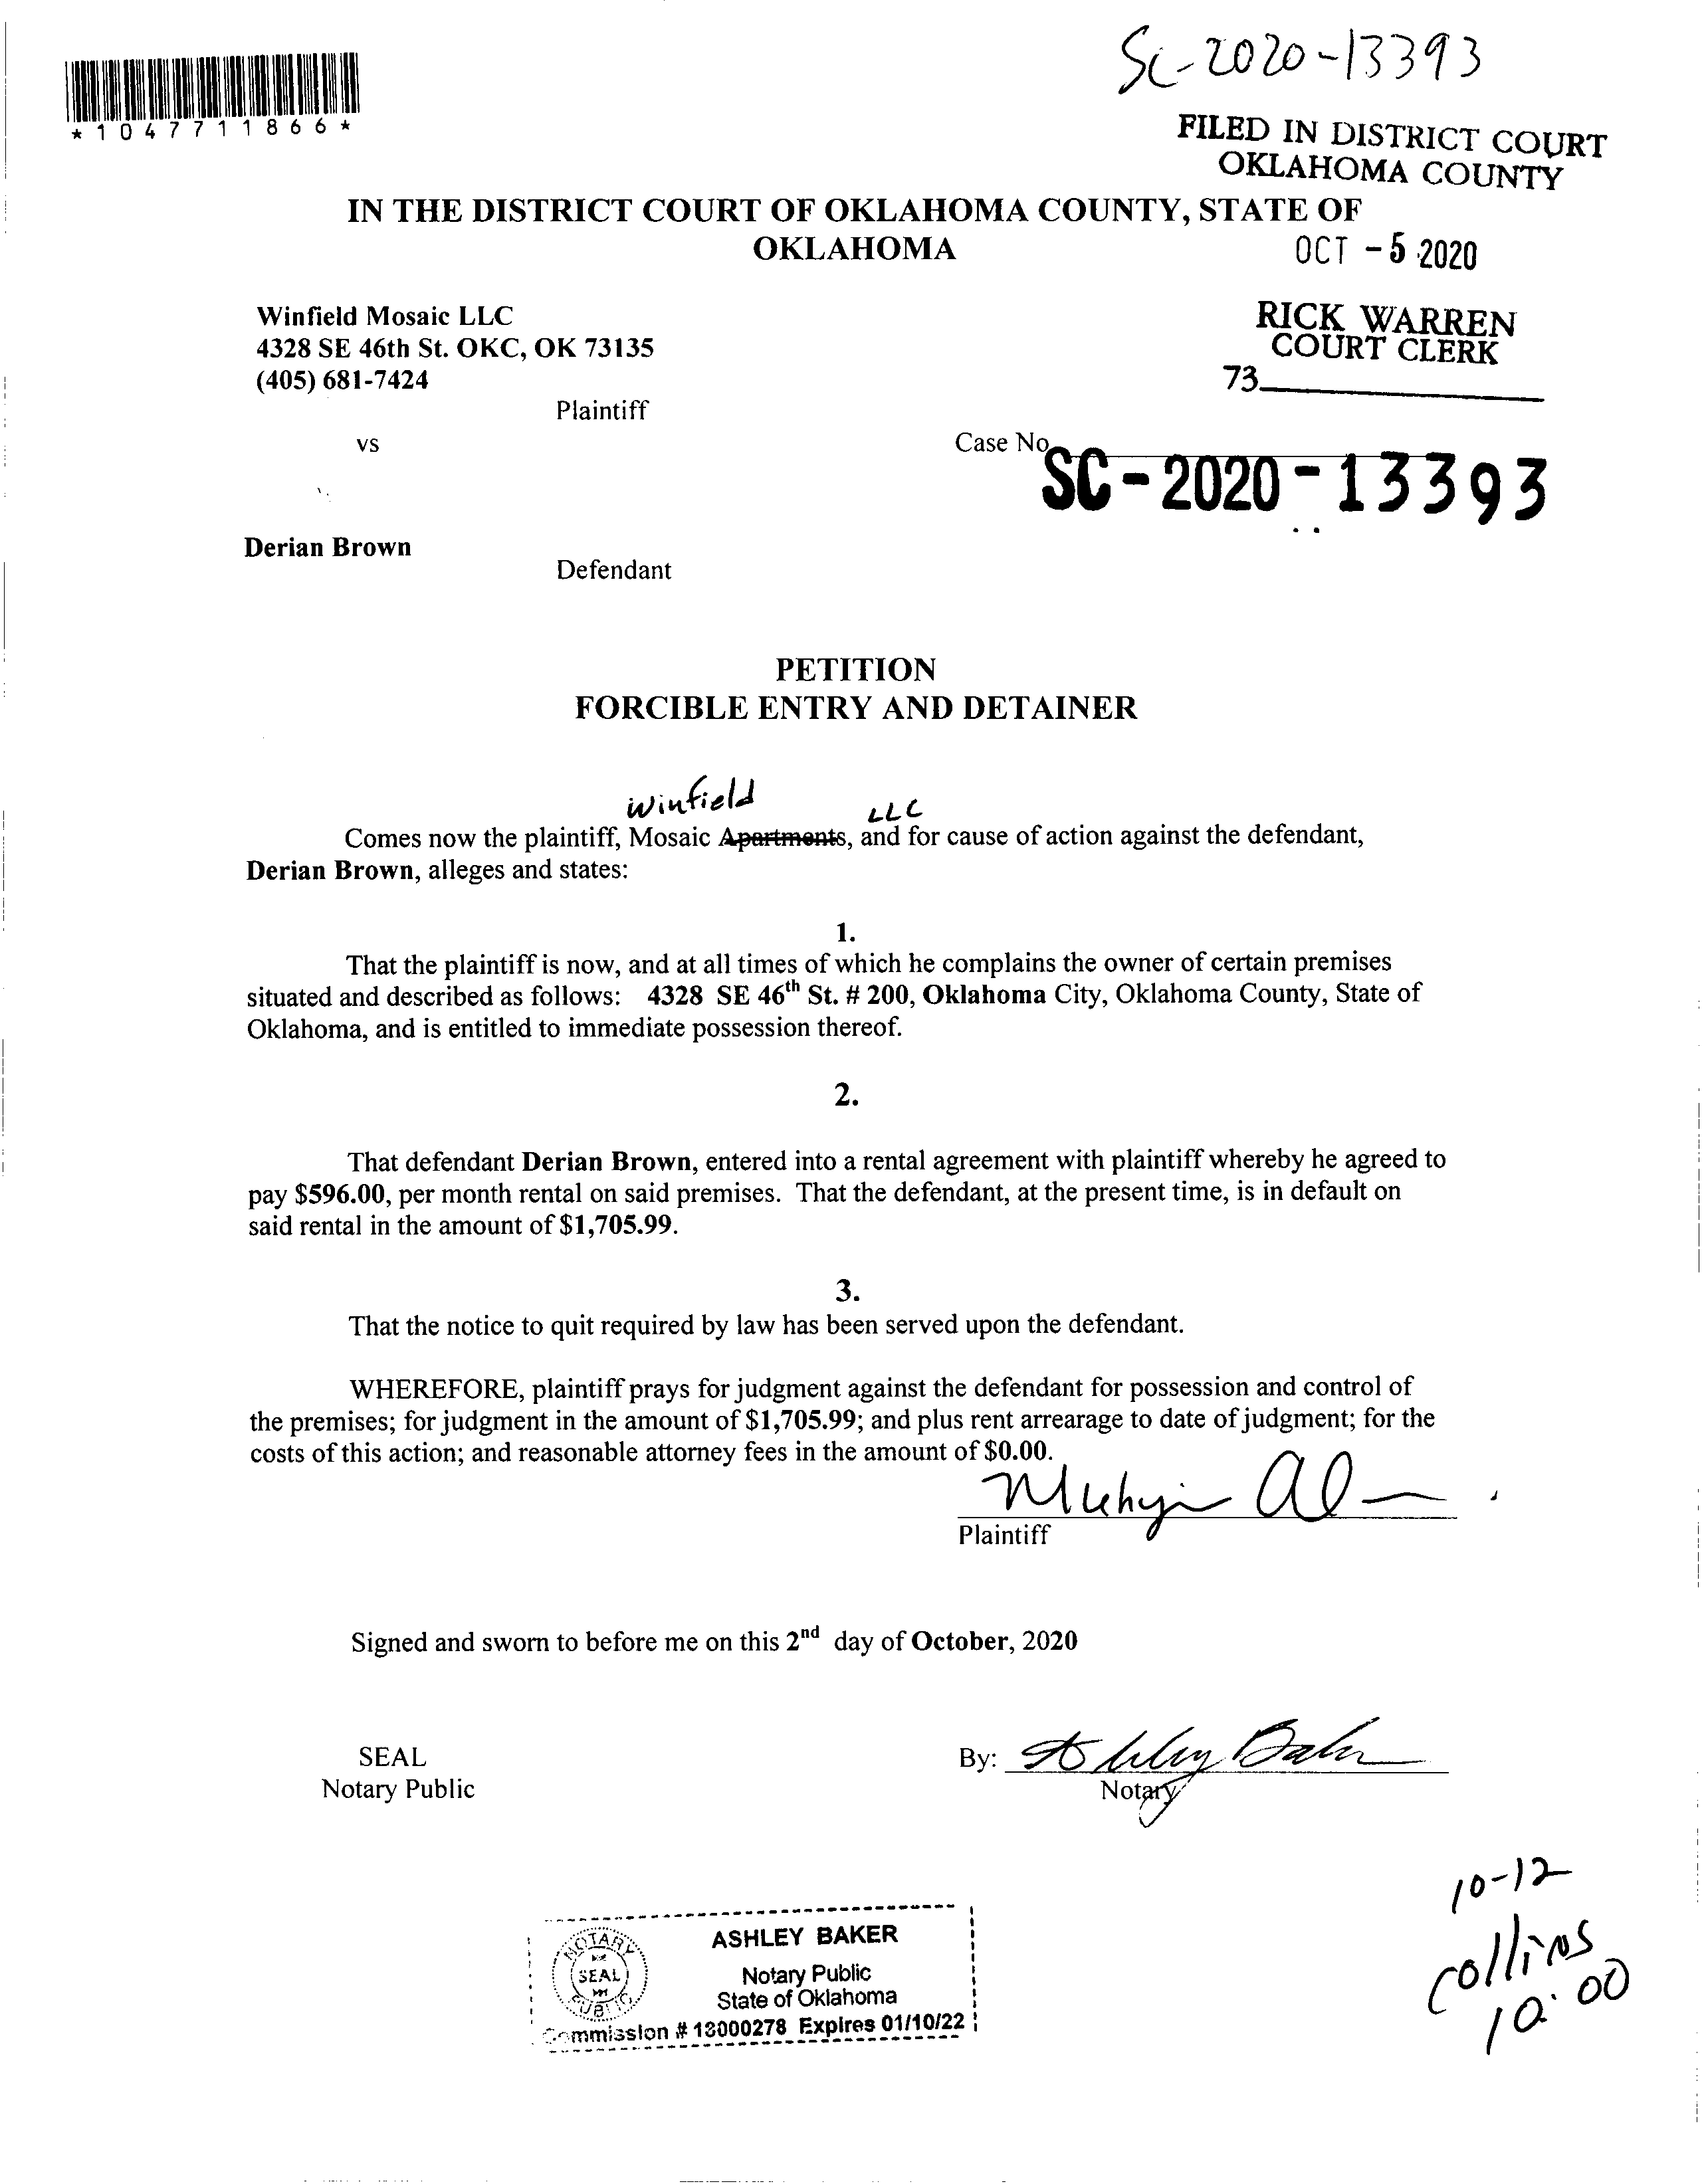 SC-2020-13393
*1047711866*
FILED IN DISTRICT COURT
OKLAHOMA COUNTY
IN THE DISTRICT COURT OF OKLAHOMA COUNTY, STATE OF
OKLAHOMA
OCT - 5 2020
Winfield Mosaic LLC
4328 SE 46th St. OKC, OK 73135
(405) 681-7424
RICK WARREN
COURT CLERK
73
Plaintiff
vs
Case No.
SC-2020-13393
Derian Brown
Defendant
PETITION
FORCIBLE ENTRY AND DETAINER
Winfield LLC
Comes now the plaintiff, Mosaic Apartments, and for cause of action against the defendant,
Derian Brown, alleges and states:
1.
That the plaintiff is now, and at all times of which he complains the owner of certain premises
situated and described as follows: 4328 SE 46th St. # 200, Oklahoma City, Oklahoma County, State of
Oklahoma, and is entitled to immediate possession thereof.
2.
That defendant Derian Brown, entered into a rental agreement with plaintiff whereby he agreed to
pay $596.00, per month rental on said premises. That the defendant, at the present time, is in default on
said rental in the amount of $1,705.99.
3.
That the notice to quit required by law has been served upon the defendant.
WHEREFORE, plaintiff prays for judgment against the defendant for possession and control of
the premises; for judgment in the amount of $1,705.99; and plus rent arrearage to date of judgment; for the
costs of this action; and reasonable attorney fees in the amount of $0.00.
Plaintiff
Signed and sworn to before me on this 2nd day of October, 2020
SEAL
Notary Public
By: Ashley Baker
Notary
10-12
Collins
10:00
NOTARY
SEAL
PUBLIC
ASHLEY BAKER
Notary Public
State of Oklahoma
Commission # 18000278 Expires 01/10/22